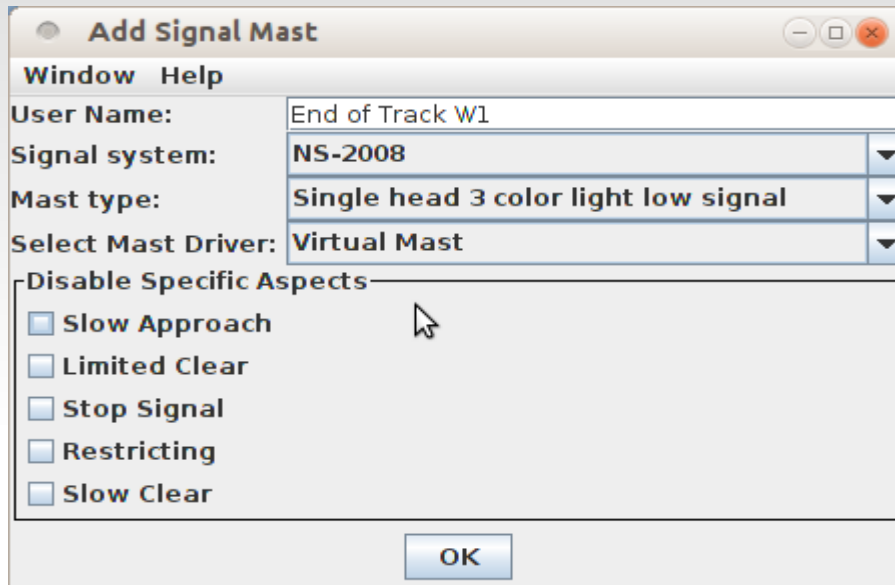 Add Signal Mast
Window Help
User Name: End of Track W1
Signal system: NS-2008
Mast type: Single head 3 color light low signal
Select Mast Driver: Virtual Mast
Disable Specific Aspects
Slow Approach
Limited Clear
Stop Signal
Restricting
Slow Clear
OK